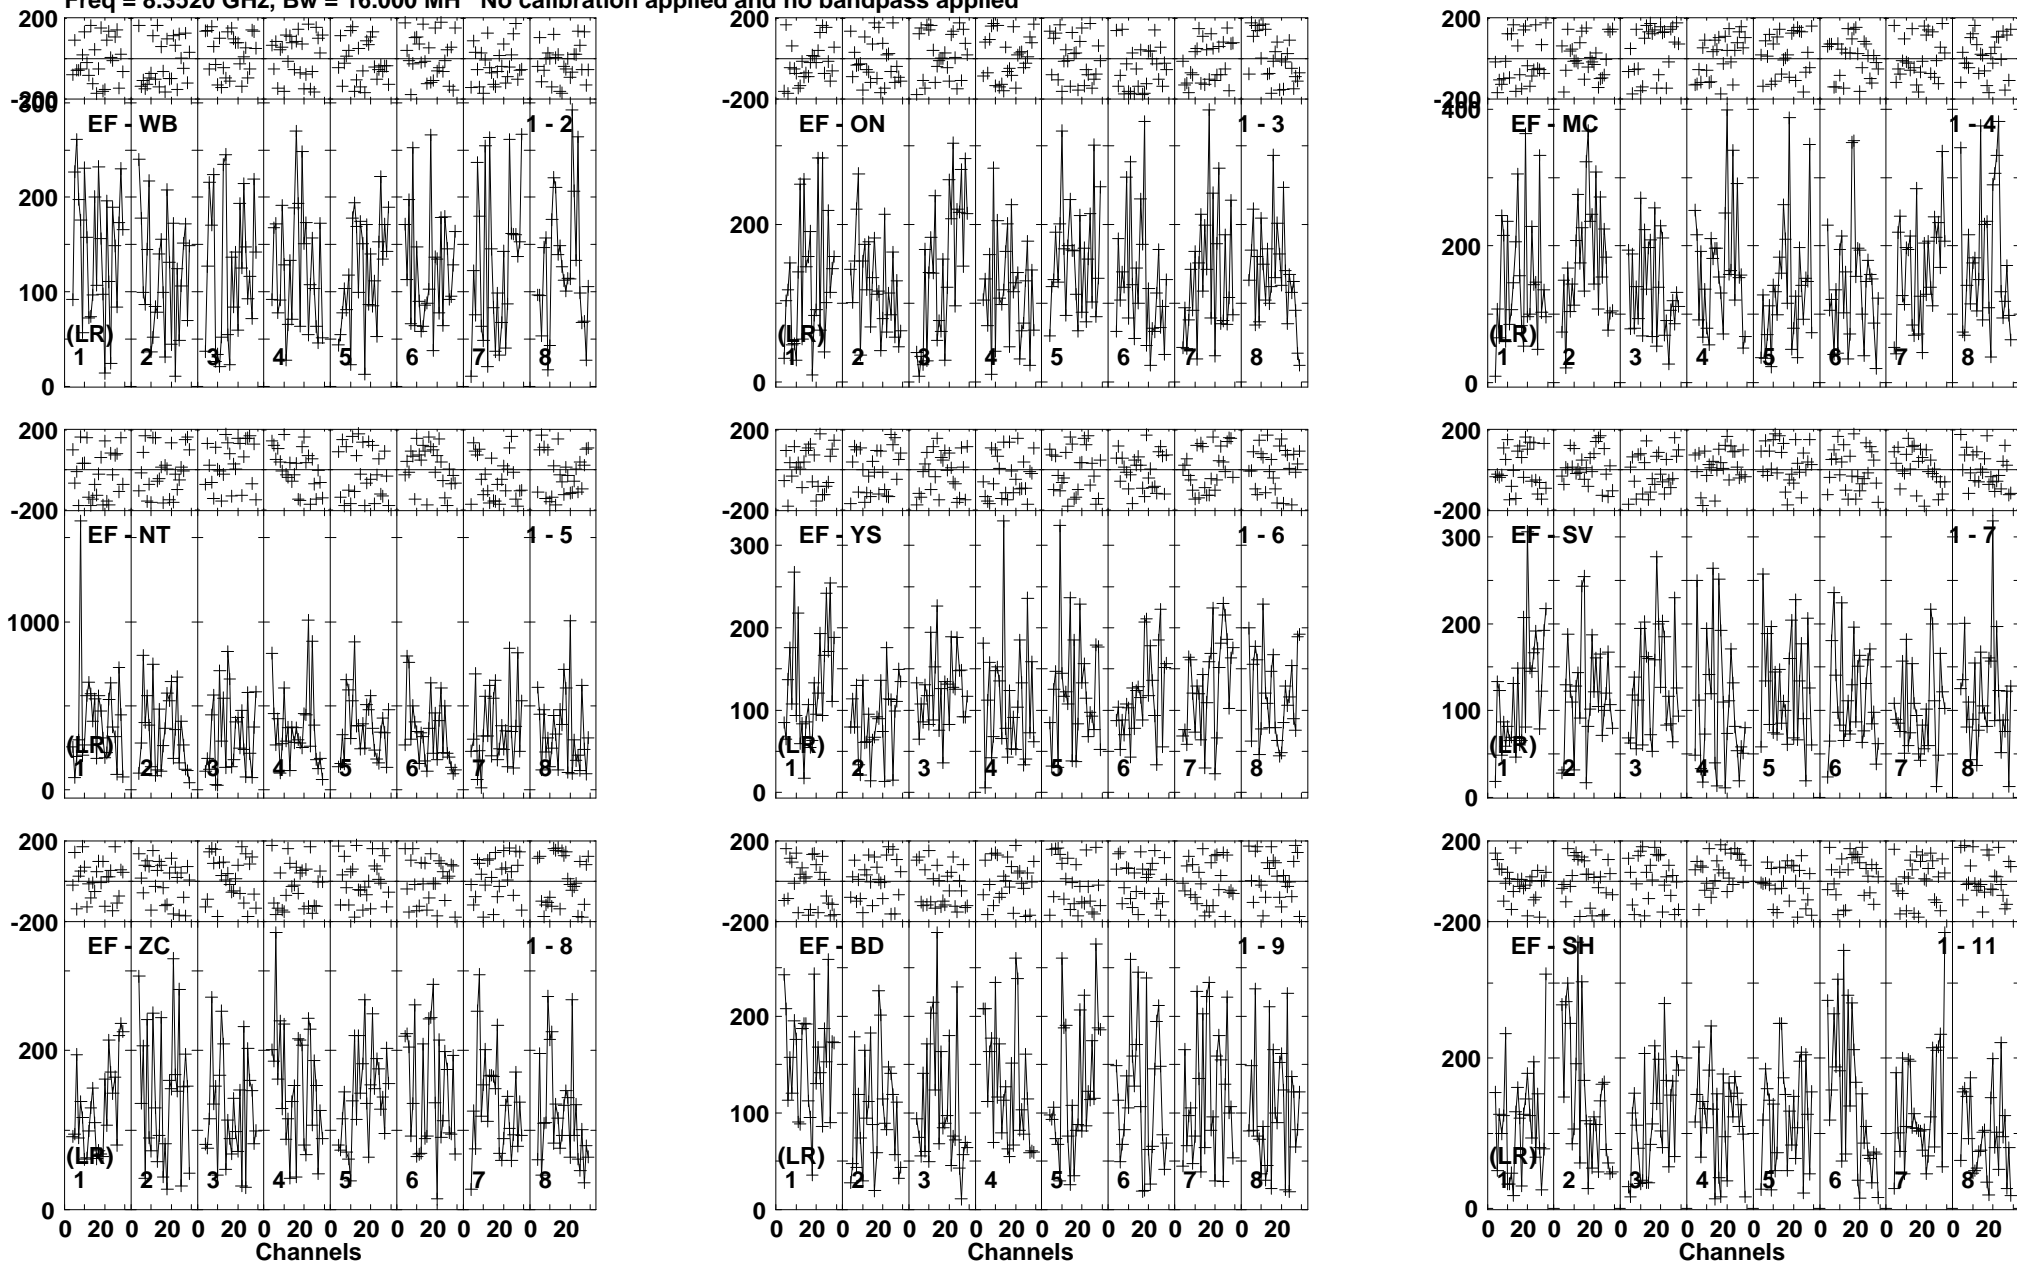 Freq = 8.3520 GHz, Bw = 16.000 MH No calibration applied and no bandpass applied
200
-200
300
200
100
0
EF - WB
1 - 2
(LR)
1 2 3 4 5 6 7 8
200
-200
200
0
EF - ON
1 - 3
(LR)
1 2 3 4 5 6 7 8
200
-200
400
200
0
EF - MC
1 - 4
(LR)
1 2 3 4 5 6 7 8
200
-200
1000
0
EF - NT
1 - 5
(LR)
1 2 3 4 5 6 7 8
200
-200
300
200
100
0
EF - YS
1 - 6
(LR)
1 2 3 4 5 6 7 8
200
-200
300
200
100
0
EF - SV
1 - 7
(LR)
1 2 3 4 5 6 7 8
200
-200
200
0
EF - ZC
1 - 8
(LR)
1 2 3 4 5 6 7 8
0 20 0 20 0 20 0 20 0 20 0 20 0 20 0 20
Channels
200
-200
200
100
0
EF - BD
1 - 9
(LR)
1 2 3 4 5 6 7 8
0 20 0 20 0 20 0 20 0 20 0 20 0 20 0 20
Channels
200
-200
200
0
EF - SH
1 - 11
(LR)
1 2 3 4 5 6 7 8
0 20 0 20 0 20 0 20 0 20 0 20 0 20 0 20
Channels